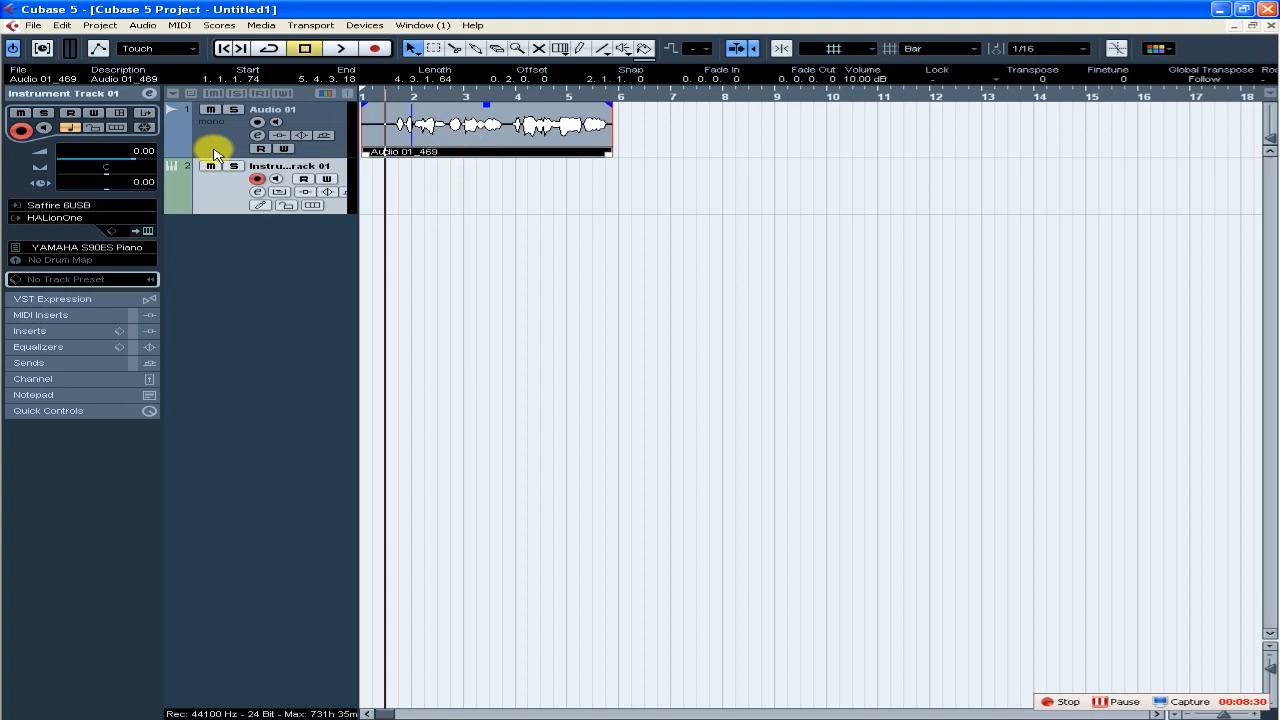 Cubase 5 - [Cubase 5 Project - Untitled1]
File Edit Project Audio MIDI Scores Media Transport Devices Window (1) Help
Touch Bar 1/16
File Description Start End Length Offset Snap Fade In Fade Out Volume Lock Transpose Finetune Global Transpose Ro
Audio 01_469 Audio 01_469 1. 1. 1. 74 5. 4. 3. 16 4. 3. 1. 64 0. 2. 0. 0 2. 1. 1. 0 0. 0. 0. 0 0. 0. 0. 0 10.00 dB - 0 0 Follow -
Instrument Track 01
1 2 3 4 5 6 7 8 9 10 11 12 13 14 15 16 17 18
M S R W
1 M S Audio 01
mono
0.00
C
0.00
e
R W
Audio 01_469
2 M S Instru...rack 01
R W
e
Saffire 6USB
HALionOne
YAMAHA S90ES Piano
No Drum Map
No Track Preset
VST Expression
MIDI Inserts
Inserts
Equalizers
Sends
Channel
Notepad
Quick Controls
Stop Pause Capture 00:08:30
Rec: 44100 Hz - 24 Bit - Max: 731h 35m